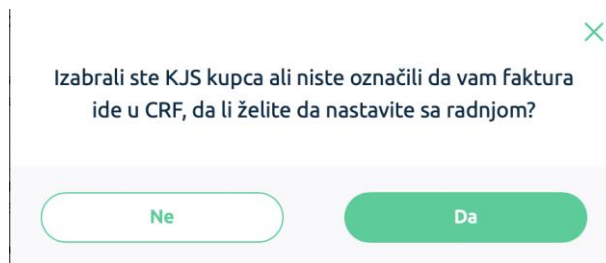 Izabrali ste KJS kupca ali niste označili da vam faktura
ide u CRF, da li želite da nastavite sa radnjom?
Ne
Da